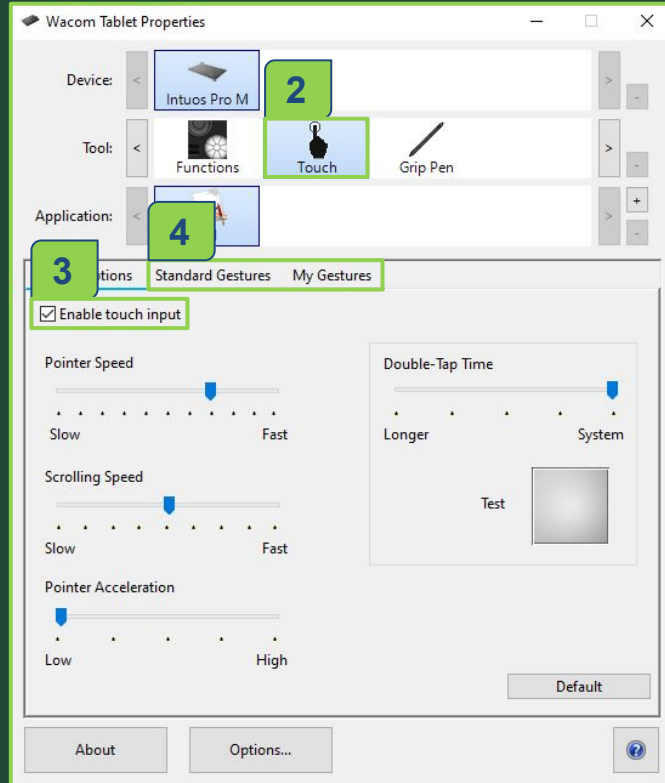 Wacom Tablet Properties
Device:
Intuos Pro M
2
Tool:
Functions
Touch
Grip Pen
Application:
4
3
Standard Gestures
My Gestures
Enable touch input
Pointer Speed
Slow
Fast
Double-Tap Time
Longer
System
Scrolling Speed
Slow
Fast
Test
Pointer Acceleration
Low
High
Default
About
Options...